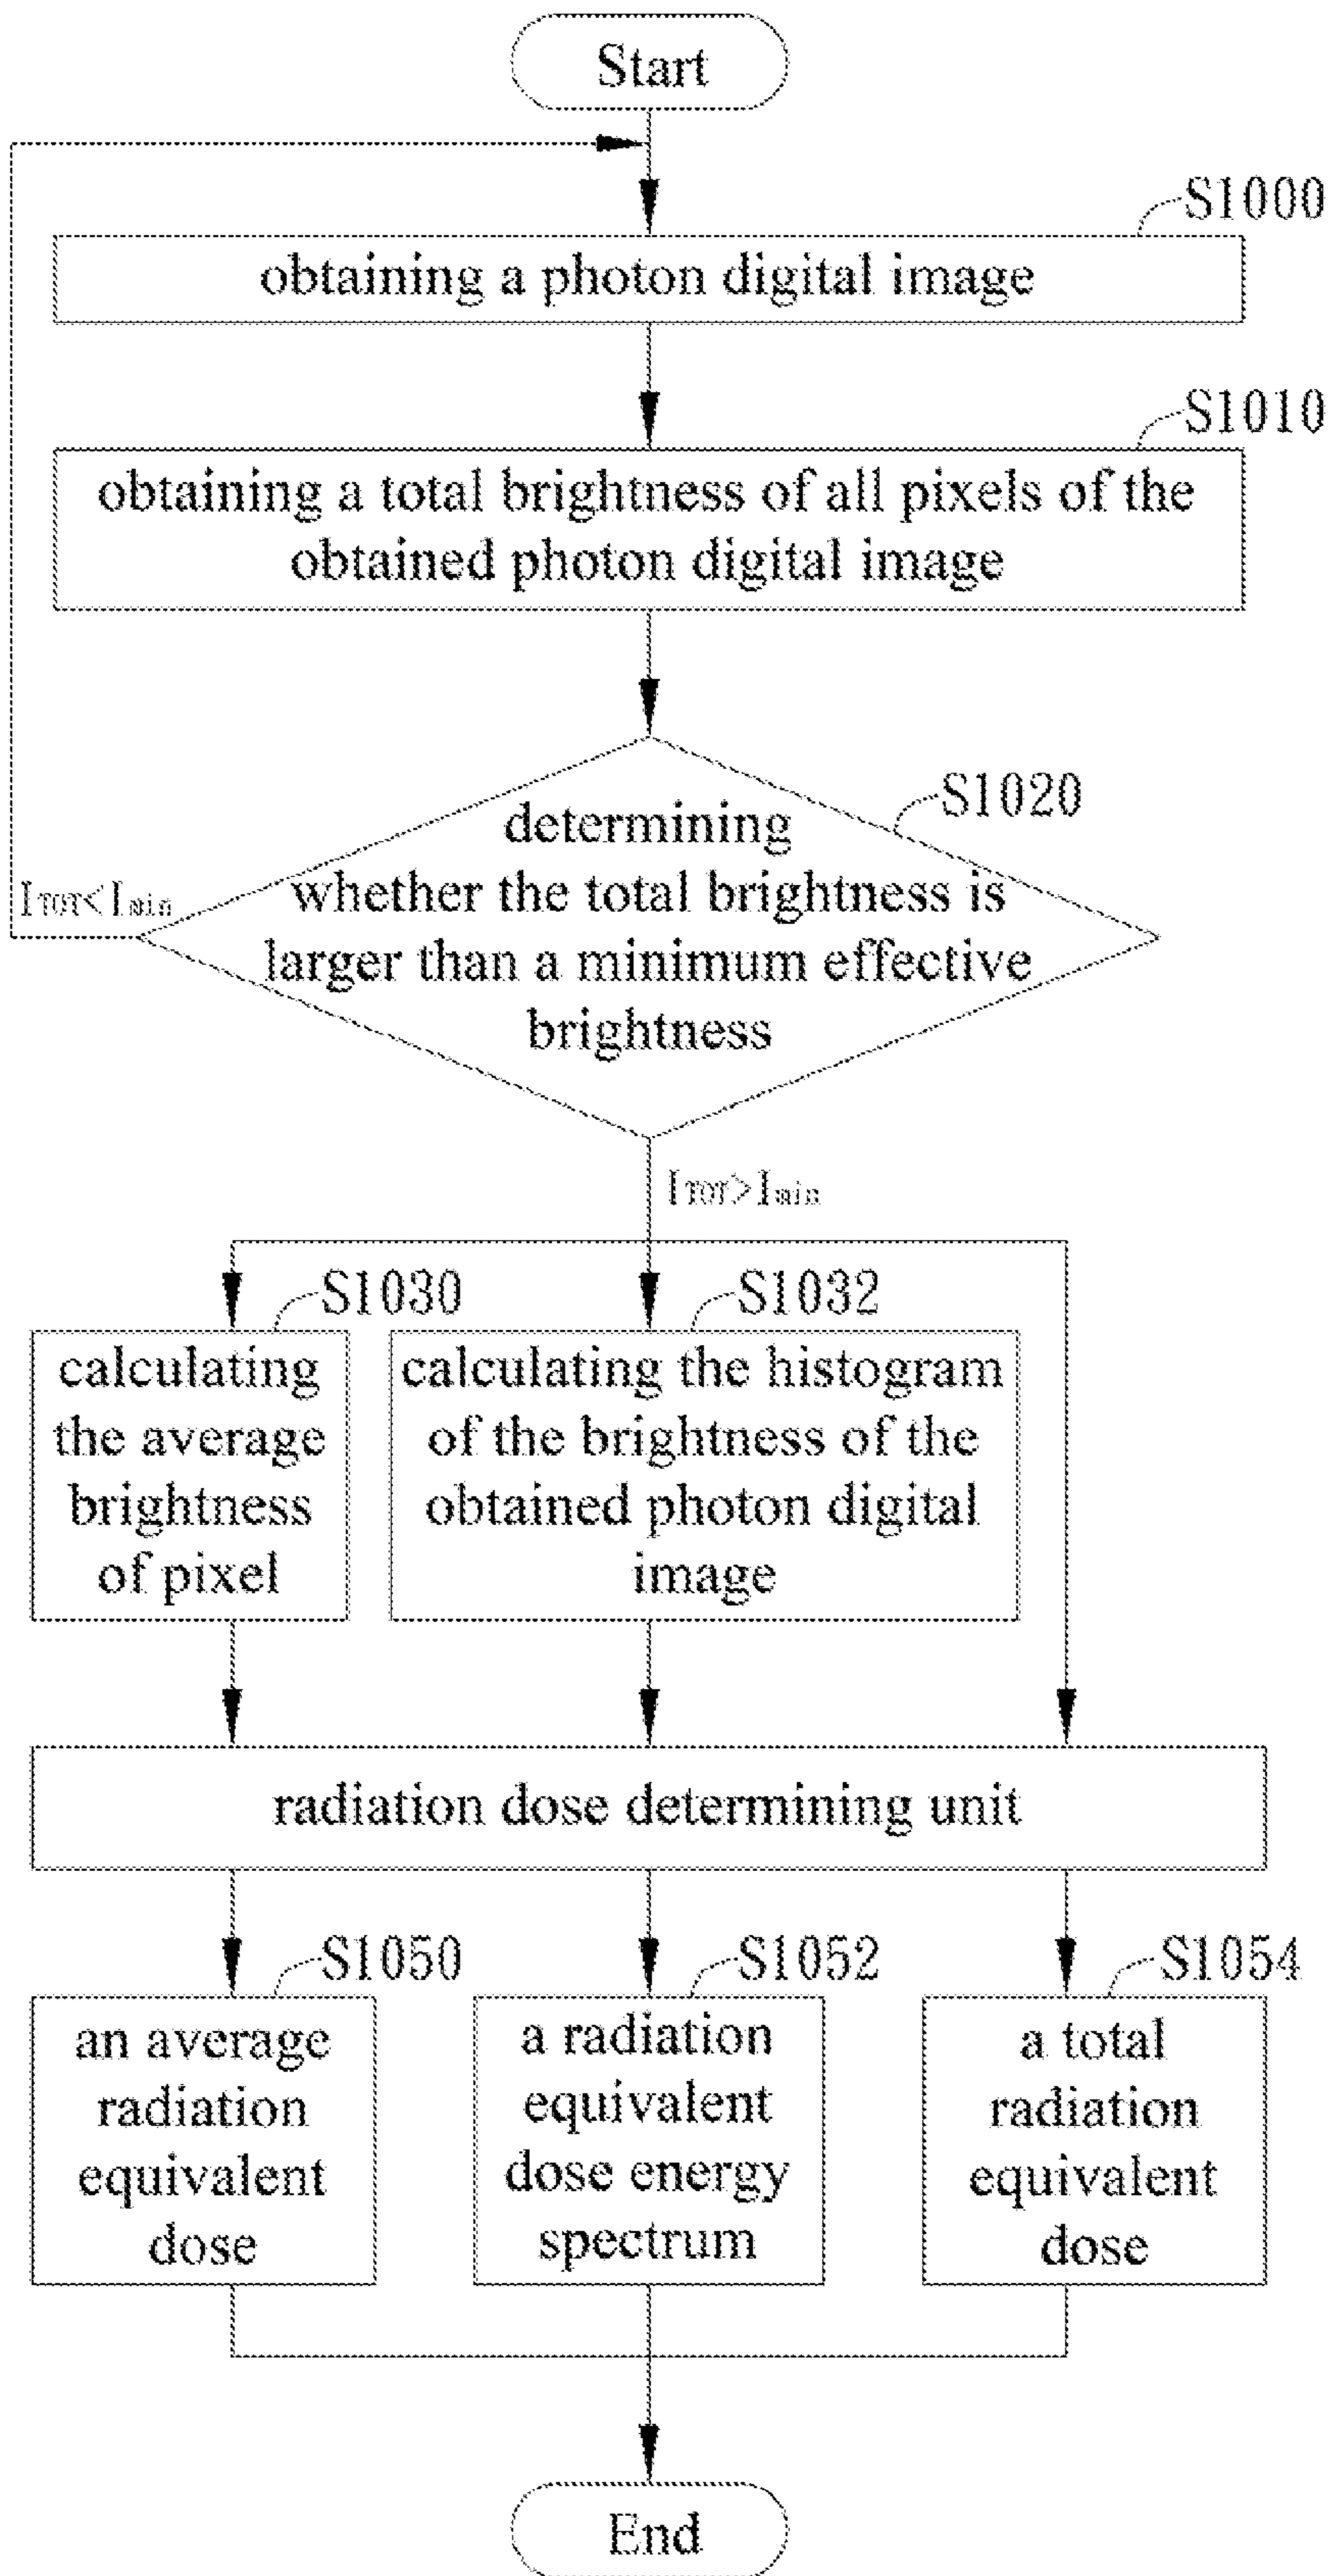 Start
S1000
obtaining a photon digital image
S1010
obtaining a total brightness of all pixels of the
obtained photon digital image
S1020
determining
whether the total brightness is
larger than a minimum effective
brightness
ITOT<Imin
ITOT>Imin
S1030
calculating
the average
brightness
of pixel
S1032
calculating the histogram
of the brightness of the
obtained photon digital
image
radiation dose determining unit
S1050
an average
radiation
equivalent
dose
S1052
a radiation
equivalent
dose energy
spectrum
S1054
a total
radiation
equivalent
dose
End